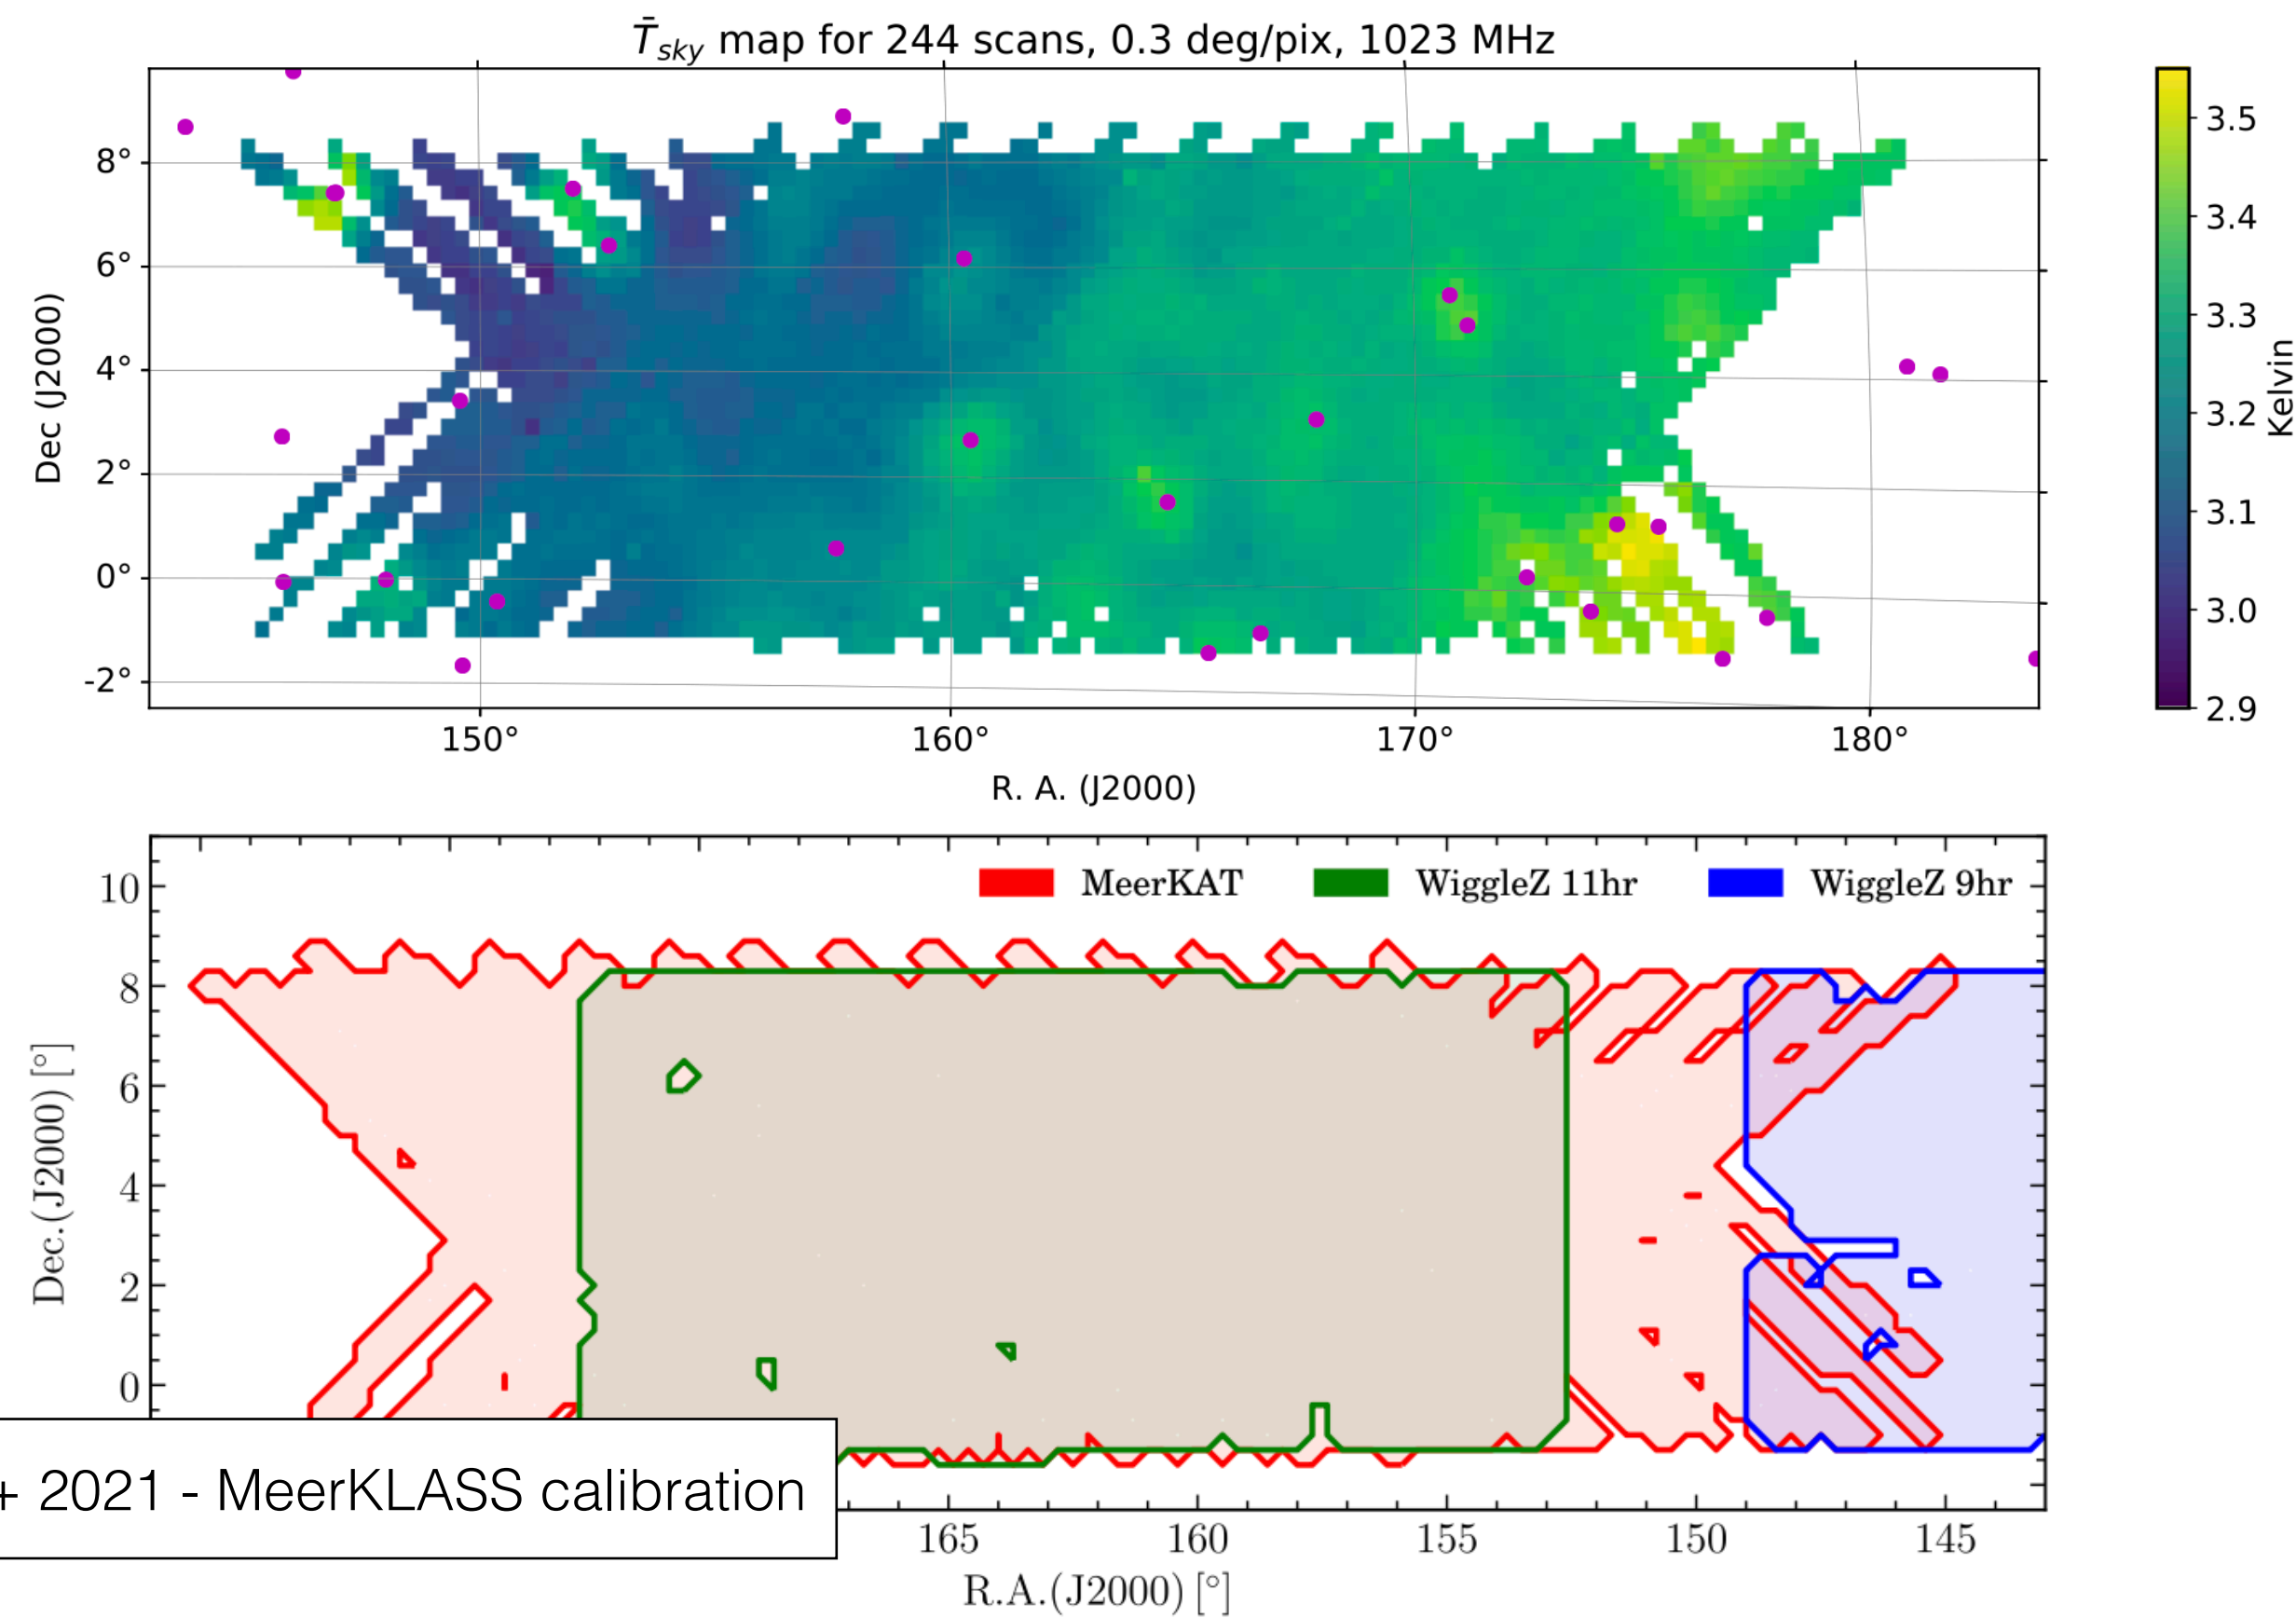 T̄sky map for 244 scans, 0.3 deg/pix, 1023 MHz
8°
6°
4°
2°
0°
-2°
Dec (J2000)
150° 160° 170° 180°
R. A. (J2000)
3.5
3.4
3.3
3.2
3.1
3.0
2.9
Kelvin
MeerKAT WiggleZ 11hr WiggleZ 9hr
10
8
6
4
2
0
Dec.(J2000) [°]
+ 2021 - MeerKLASS calibration
165 160 155 150 145
R.A.(J2000) [°]